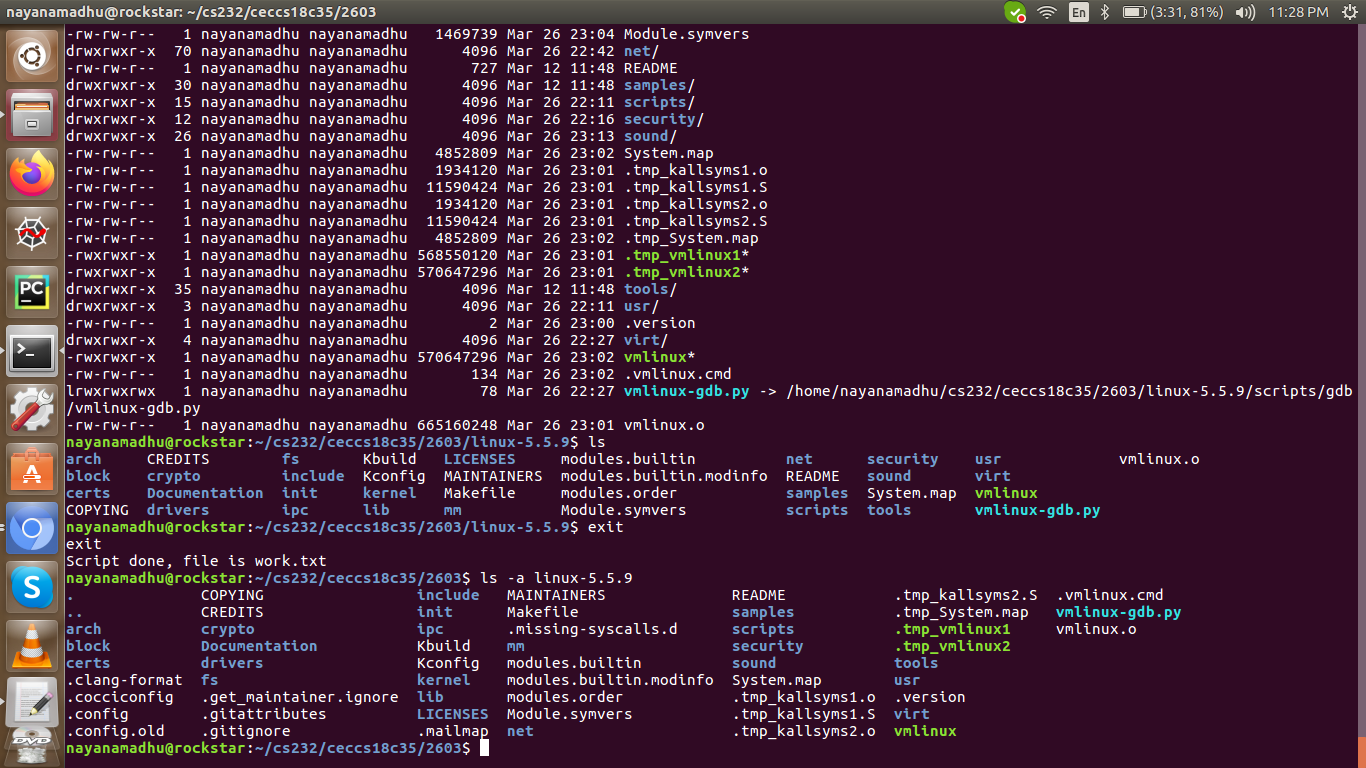 nayanamadhu@rockstar: ~/cs232/ceccs18c35/2603 En (3:31, 81%) 11:28 PM
-rw-rw-r-- 1 nayanamadhu nayanamadhu 1469739 Mar 26 23:04 Module.symvers
drwxrwxr-x 70 nayanamadhu nayanamadhu 4096 Mar 26 22:42 net/
-rw-rw-r-- 1 nayanamadhu nayanamadhu 727 Mar 12 11:48 README
drwxrwxr-x 30 nayanamadhu nayanamadhu 4096 Mar 12 11:48 samples/
drwxrwxr-x 15 nayanamadhu nayanamadhu 4096 Mar 26 22:11 scripts/
drwxrwxr-x 12 nayanamadhu nayanamadhu 4096 Mar 26 22:16 security/
drwxrwxr-x 26 nayanamadhu nayanamadhu 4096 Mar 26 23:13 sound/
-rw-rw-r-- 1 nayanamadhu nayanamadhu 4852809 Mar 26 23:02 System.map
-rw-rw-r-- 1 nayanamadhu nayanamadhu 1934120 Mar 26 23:01 .tmp_kallsyms1.o
-rw-rw-r-- 1 nayanamadhu nayanamadhu 11590424 Mar 26 23:01 .tmp_kallsyms1.S
-rw-rw-r-- 1 nayanamadhu nayanamadhu 1934120 Mar 26 23:01 .tmp_kallsyms2.o
-rw-rw-r-- 1 nayanamadhu nayanamadhu 11590424 Mar 26 23:01 .tmp_kallsyms2.S
-rw-rw-r-- 1 nayanamadhu nayanamadhu 4852809 Mar 26 23:02 .tmp_System.map
-rwxrwxr-x 1 nayanamadhu nayanamadhu 568550120 Mar 26 23:01 .tmp_vmlinux1*
-rwxrwxr-x 1 nayanamadhu nayanamadhu 570647296 Mar 26 23:01 .tmp_vmlinux2*
drwxrwxr-x 35 nayanamadhu nayanamadhu 4096 Mar 12 11:48 tools/
drwxrwxr-x 3 nayanamadhu nayanamadhu 4096 Mar 26 22:11 usr/
-rw-rw-r-- 1 nayanamadhu nayanamadhu 2 Mar 26 23:00 .version
drwxrwxr-x 4 nayanamadhu nayanamadhu 4096 Mar 26 22:27 virt/
-rwxrwxr-x 1 nayanamadhu nayanamadhu 570647296 Mar 26 23:02 vmlinux*
-rw-rw-r-- 1 nayanamadhu nayanamadhu 134 Mar 26 23:02 .vmlinux.cmd
lrwxrwxrwx 1 nayanamadhu nayanamadhu 78 Mar 26 22:27 vmlinux-gdb.py -> /home/nayanamadhu/cs232/ceccs18c35/2603/linux-5.5.9/scripts/gdb
/vmlinux-gdb.py
-rw-rw-r-- 1 nayanamadhu nayanamadhu 665160248 Mar 26 23:01 vmlinux.o
nayanamadhu@rockstar:~/cs232/ceccs18c35/2603/linux-5.5.9$ ls
arch CREDITS fs Kbuild LICENSES modules.builtin net security usr vmlinux.o
block crypto include Kconfig MAINTAINERS modules.builtin.modinfo README sound virt
certs Documentation init kernel Makefile modules.order samples System.map vmlinux
COPYING drivers ipc lib mm Module.symvers scripts tools vmlinux-gdb.py
nayanamadhu@rockstar:~/cs232/ceccs18c35/2603/linux-5.5.9$ exit
exit
Script done, file is work.txt
nayanamadhu@rockstar:~/cs232/ceccs18c35/2603$ ls -a linux-5.5.9
. COPYING include MAINTAINERS README .tmp_kallsyms2.S .vmlinux.cmd
.. CREDITS init Makefile samples .tmp_System.map vmlinux-gdb.py
arch crypto ipc .missing-syscalls.d scripts .tmp_vmlinux1 vmlinux.o
block Documentation Kbuild mm security .tmp_vmlinux2
certs drivers Kconfig modules.builtin sound tools
.clang-format fs kernel modules.builtin.modinfo System.map usr
.cocciconfig .get_maintainer.ignore lib modules.order .tmp_kallsyms1.o .version
.config .gitattributes LICENSES Module.symvers .tmp_kallsyms1.S virt
.config.old .gitignore .mailmap net .tmp_kallsyms2.o vmlinux
nayanamadhu@rockstar:~/cs232/ceccs18c35/2603$
PC
>_
A
S
DVD